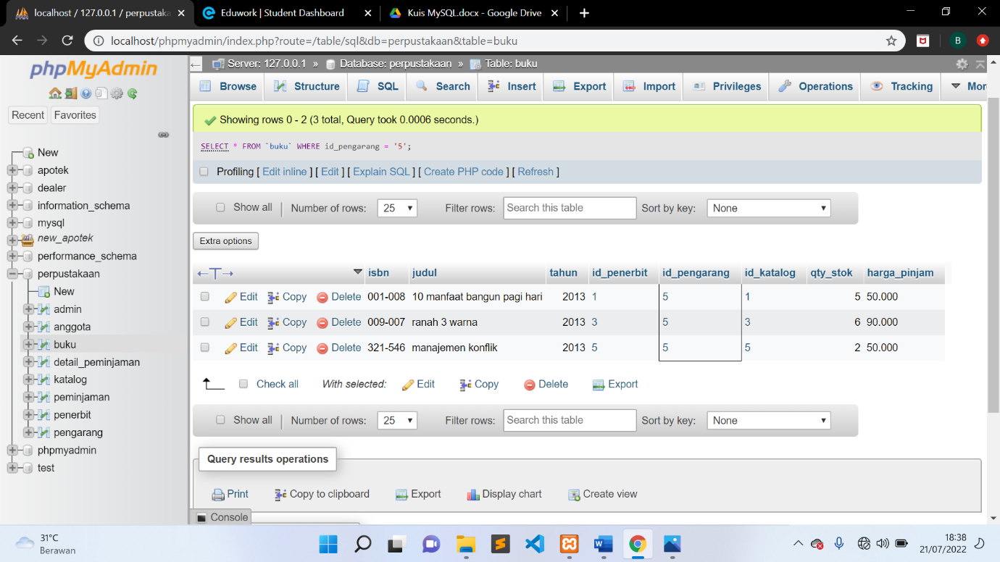 localhost / 127.0.0.1 / perpustaka
Eduwork | Student Dashboard
Kuis MySQL.docx - Google Drive
localhost/phpmyadmin/index.php?route=/table/sql&db=perpustakaan&table=buku
B
phpMyAdmin
Recent Favorites
New
apotek
dealer
information_schema
mysql
new_apotek
performance_schema
perpustakaan
New
admin
anggota
buku
detail_peminjaman
katalog
peminjaman
penerbit
pengarang
phpmyadmin
test
Server: 127.0.0.1 » Database: perpustakaan » Table: buku
Browse Structure SQL Search Insert Export Import Privileges Operations Tracking Mor
Showing rows 0 - 2 (3 total, Query took 0.0006 seconds.)
SELECT * FROM `buku` WHERE id_pengarang = '5';
Profiling [ Edit inline ] [ Edit ] [ Explain SQL ] [ Create PHP code ] [ Refresh ]
Show all Number of rows: 25 Filter rows: Search this table Sort by key: None
Extra options
←T→ isbn judul tahun id_penerbit id_pengarang id_katalog qty_stok harga_pinjam
Edit Copy Delete 001-008 10 manfaat bangun pagi hari 2013 1 5 1 5 50.000
Edit Copy Delete 009-007 ranah 3 warna 2013 3 5 3 6 90.000
Edit Copy Delete 321-546 manajemen konflik 2013 5 5 5 2 50.000
Check all With selected: Edit Copy Delete Export
Show all Number of rows: 25 Filter rows: Search this table Sort by key: None
Query results operations
Print Copy to clipboard Export Display chart Create view
Console
31°C
Berawan
18:38
21/07/2022